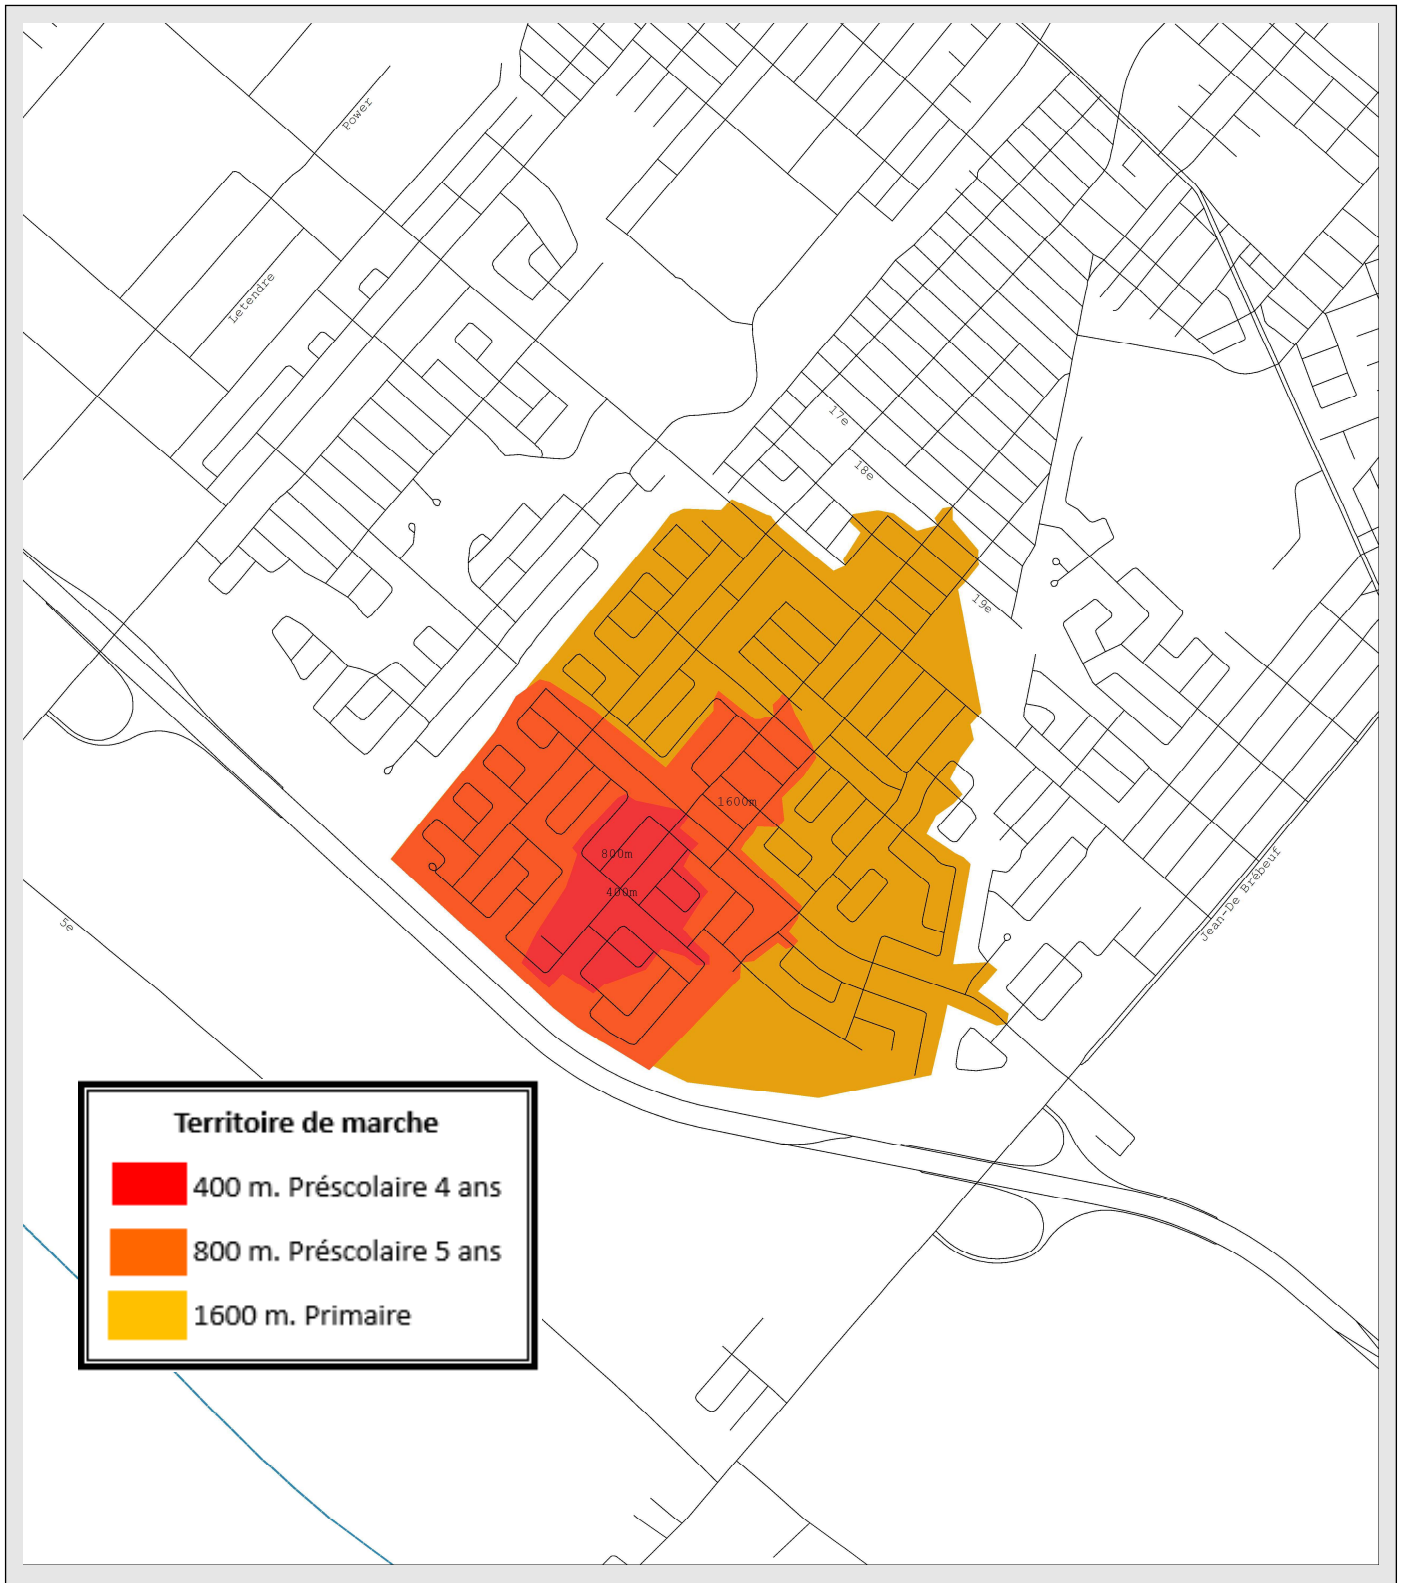 Power
Letendre
17e
18e
19e
1600m
800m
400m
Jean-De Brébeuf
5e
Territoire de marche
400 m. Préscolaire 4 ans
800 m. Préscolaire 5 ans
1600 m. Primaire